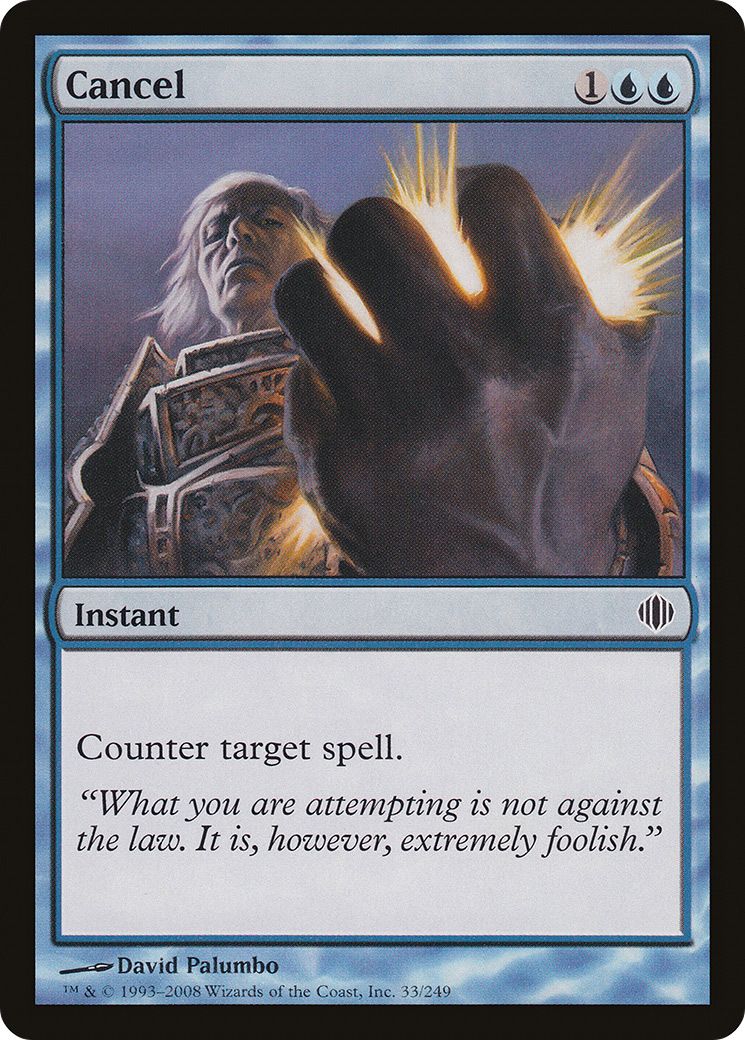 Cancel 1
Instant
Counter target spell.
“What you are attempting is not against
the law. It is, however, extremely foolish.”
David Palumbo
™ & © 1993–2008 Wizards of the Coast, Inc. 33/249